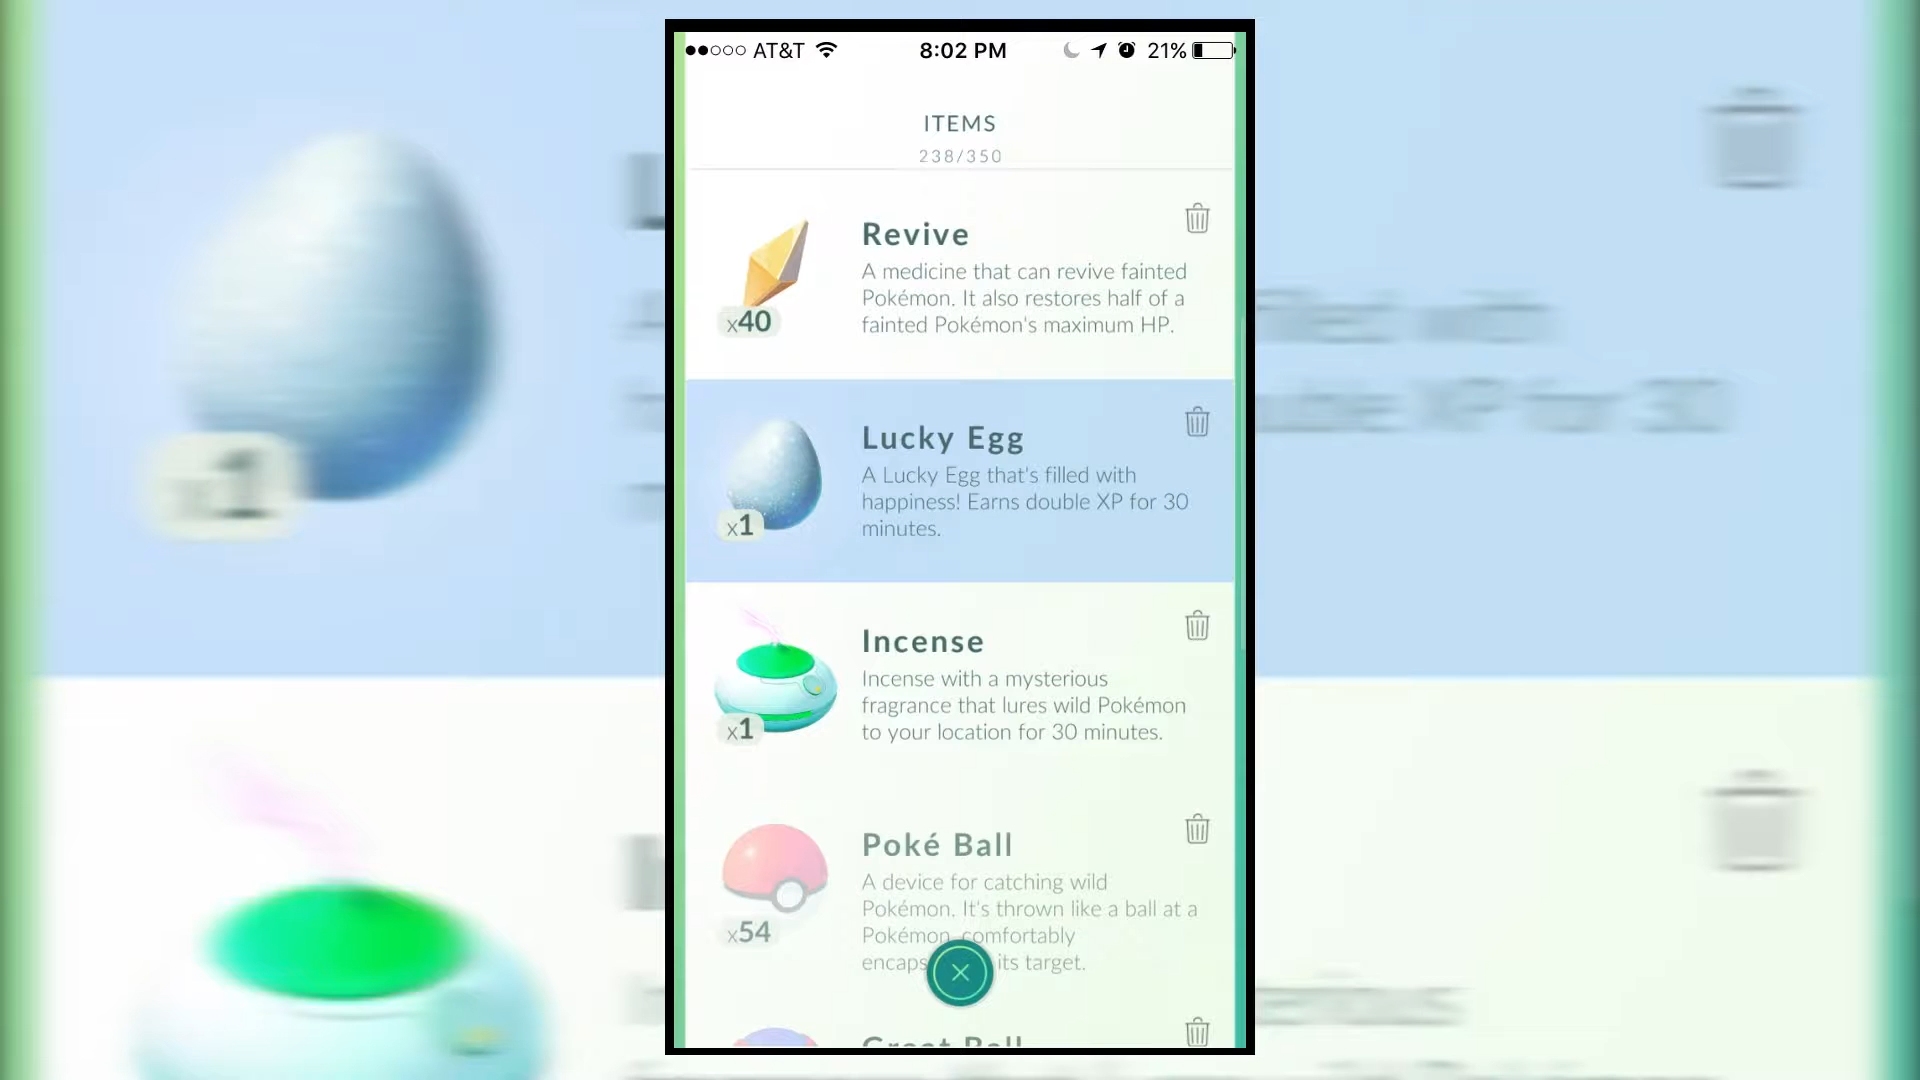 AT&T 8:02 PM 21%
ITEMS
238/350
Revive
A medicine that can revive fainted
Pokémon. It also restores half of a
fainted Pokémon's maximum HP.
x40
Lucky Egg
A Lucky Egg that's filled with
happiness! Earns double XP for 30
minutes.
x1
Incense
Incense with a mysterious
fragrance that lures wild Pokémon
to your location for 30 minutes.
x1
Poké Ball
A device for catching wild
Pokémon. It's thrown like a ball at a
Pokémon, comfortably
its target.
x54
Great Ball
x1